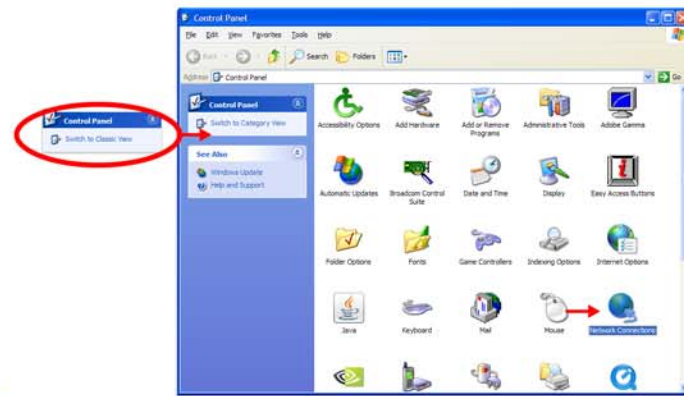 Control Panel
File Edit View Favorites Tools Help
Back Search Folders
Address Control Panel Go
Control Panel
Switch to Classic View
Control Panel
Switch to Category View
See Also
Windows Update
Help and Support
Accessibility Options Add Hardware Add or Remove Programs Administrative Tools Adobe Gamma
Automatic Updates Broadcom Control Suite Date and Time Display Easy Access Buttons
Folder Options Fonts Game Controllers Indexing Options Internet Options
Java Keyboard Mail Mouse Network Connections